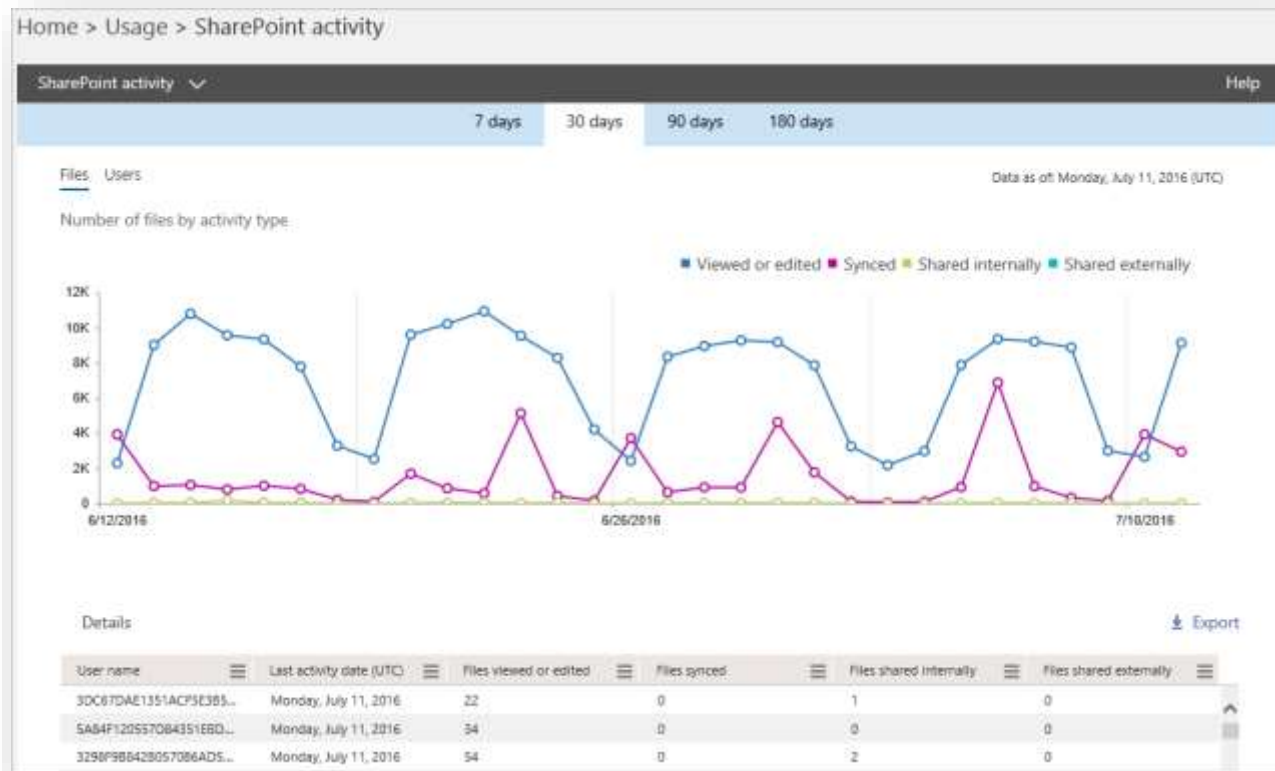 Home > Usage > SharePoint activity
SharePoint activity Help
7 days 30 days 90 days 180 days
Files Users Data as of: Monday, July 11, 2016 (UTC)
Number of files by activity type
Viewed or edited Synced Shared internally Shared externally
12K
10K
8K
6K
4K
2K
0
6/12/2016 6/26/2016 7/10/2016
Details Export
User name Last activity date (UTC) Files viewed or edited Files synced Files shared internally Files shared externally
Monday, July 11, 2016 22 0 1 0
Monday, July 11, 2016 34 0 0 0
Monday, July 11, 2016 54 0 2 0